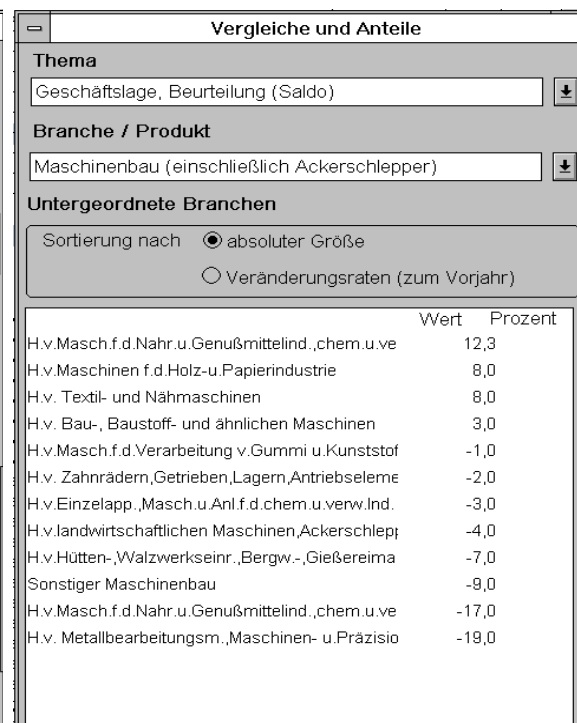 Vergleiche und Anteile
Thema
Geschäftslage, Beurteilung (Saldo)
Branche / Produkt
Maschinenbau (einschließlich Ackerschlepper)
Untergeordnete Branchen
Sortierung nach absoluter Größe
Veränderungsraten (zum Vorjahr)
Wert Prozent
H.v.Masch.f.d.Nahr.u.Genußmittelind.,chem.u.ve 12,3
H.v.Maschinen f.d.Holz-u.Papierindustrie 8,0
H.v. Textil- und Nähmaschinen 8,0
H.v. Bau-, Baustoff- und ähnlichen Maschinen 3,0
H.v.Masch.f.d.Verarbeitung v.Gummi u.Kunststof -1,0
H.v. Zahnrädern,Getrieben,Lagern,Antriebseleme -2,0
H.v.Einzelapp.,Masch.u.Anl.f.d.chem.u.verw.Ind. -3,0
H.v.landwirtschaftlichen Maschinen,Ackerschlepp -4,0
H.v.Hütten-,Walzwerkseinr.,Bergw.-,Gießereima -7,0
Sonstiger Maschinenbau -9,0
H.v.Masch.f.d.Nahr.u.Genußmittelind.,chem.u.ve -17,0
H.v. Metallbearbeitungsm.,Maschinen- u.Präzisio -19,0